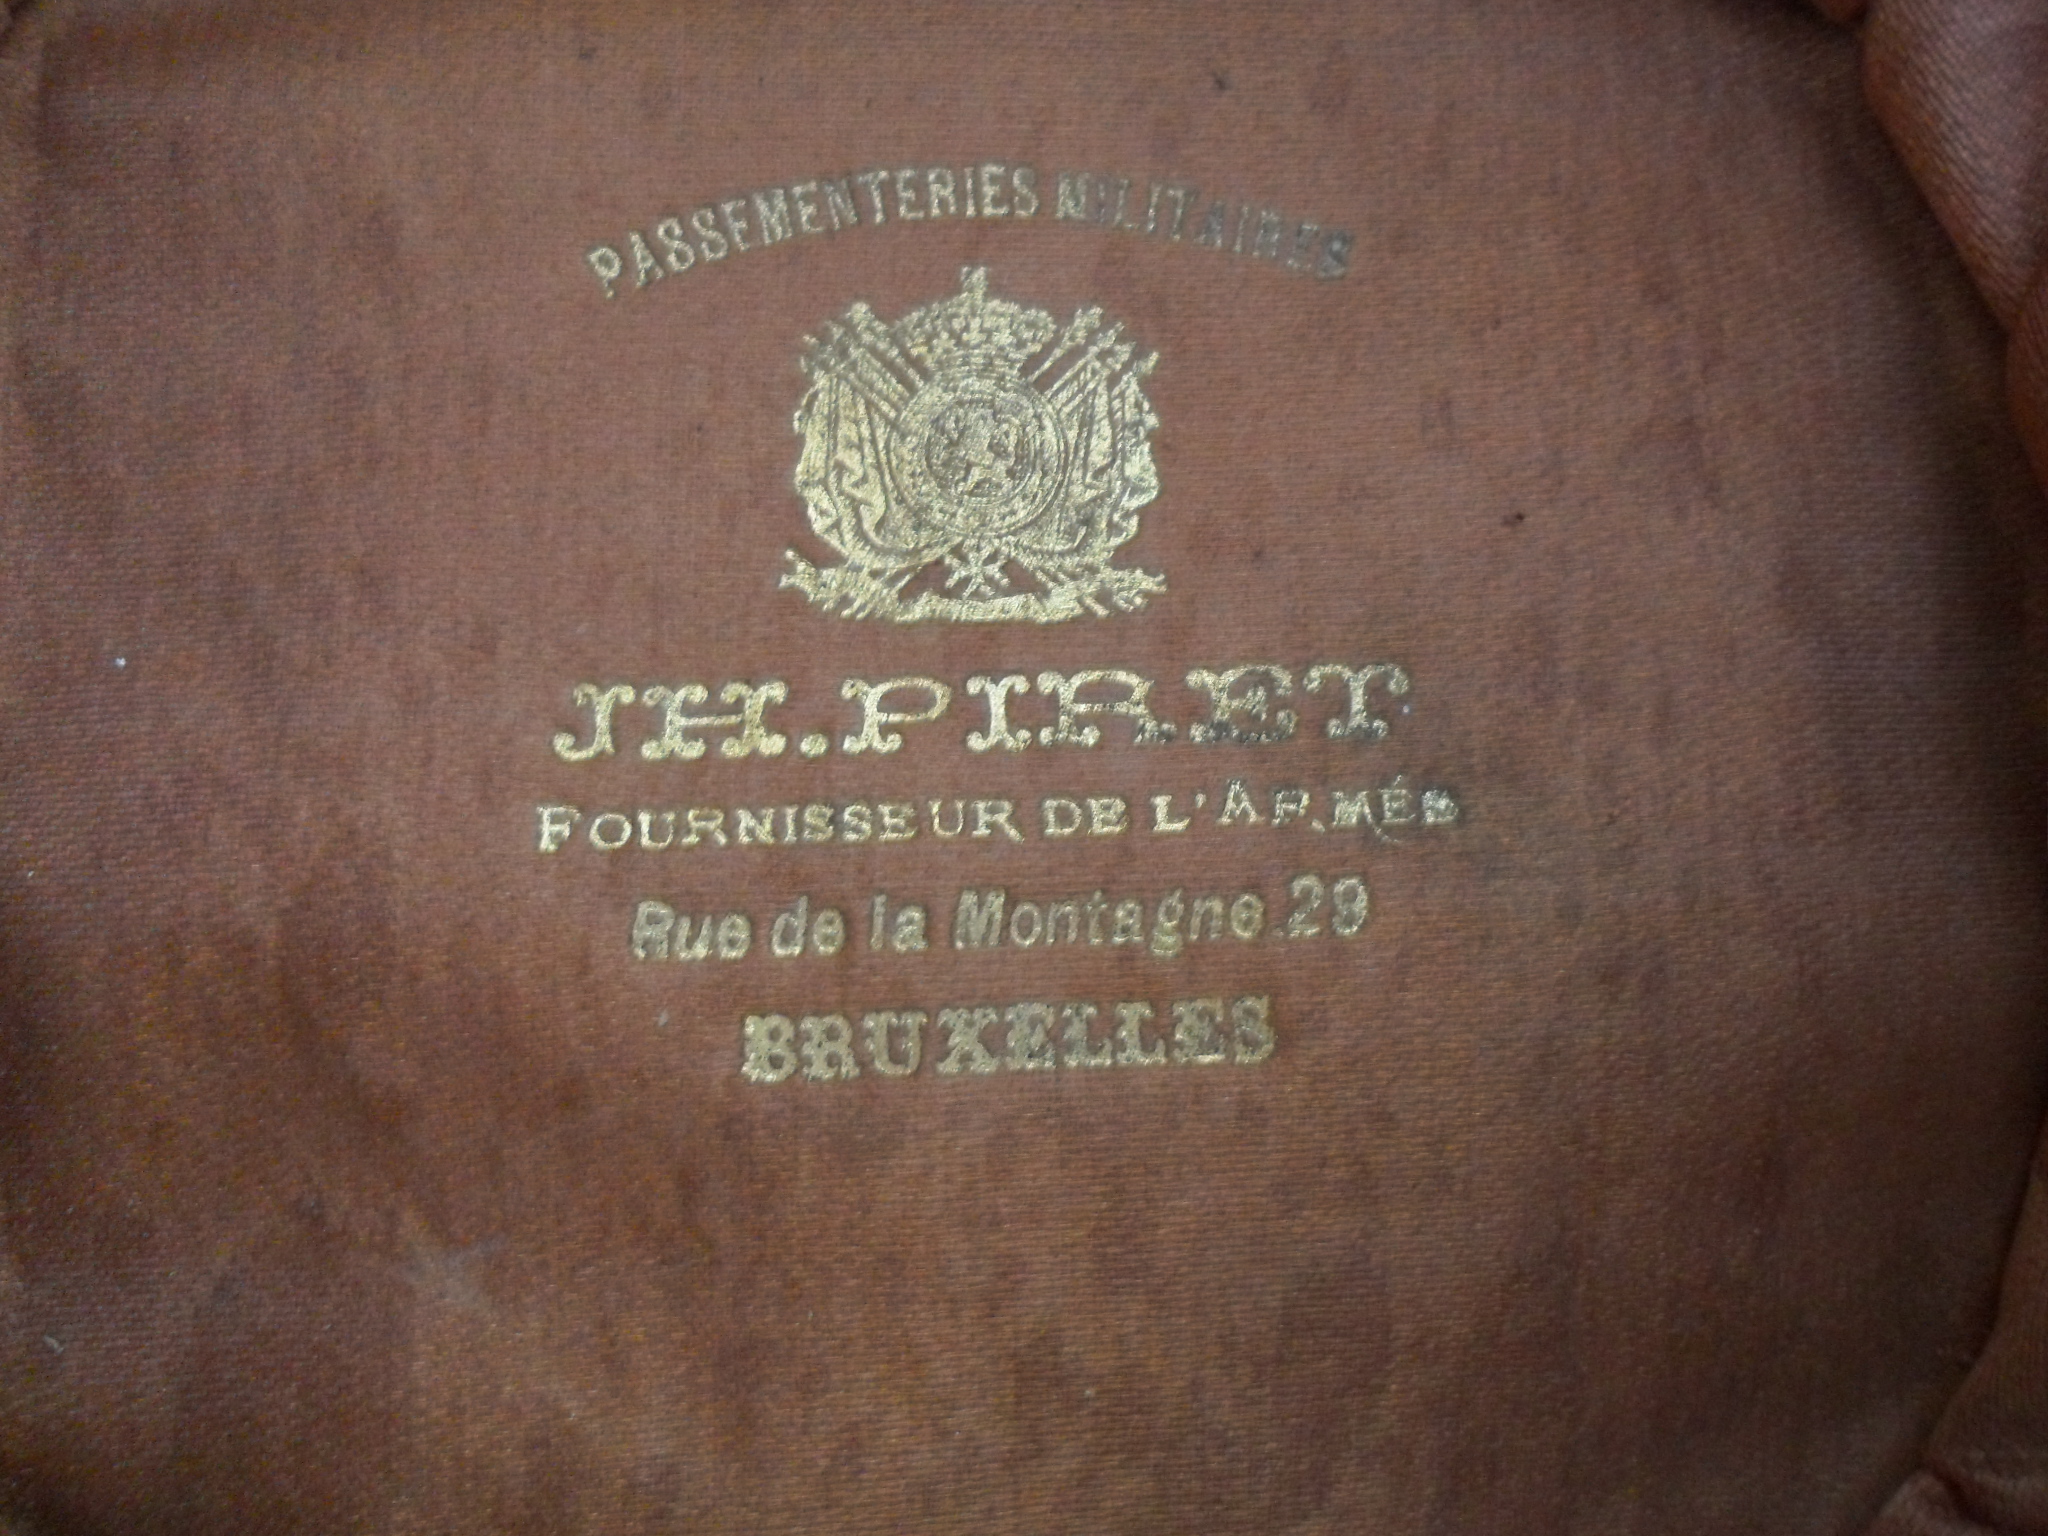 PASSEMENTERIES MILITAIRES
JH. PIRET
FOURNISSEUR DE L'ARMÉE
Rue de la Montagne 29
BRUXELLES